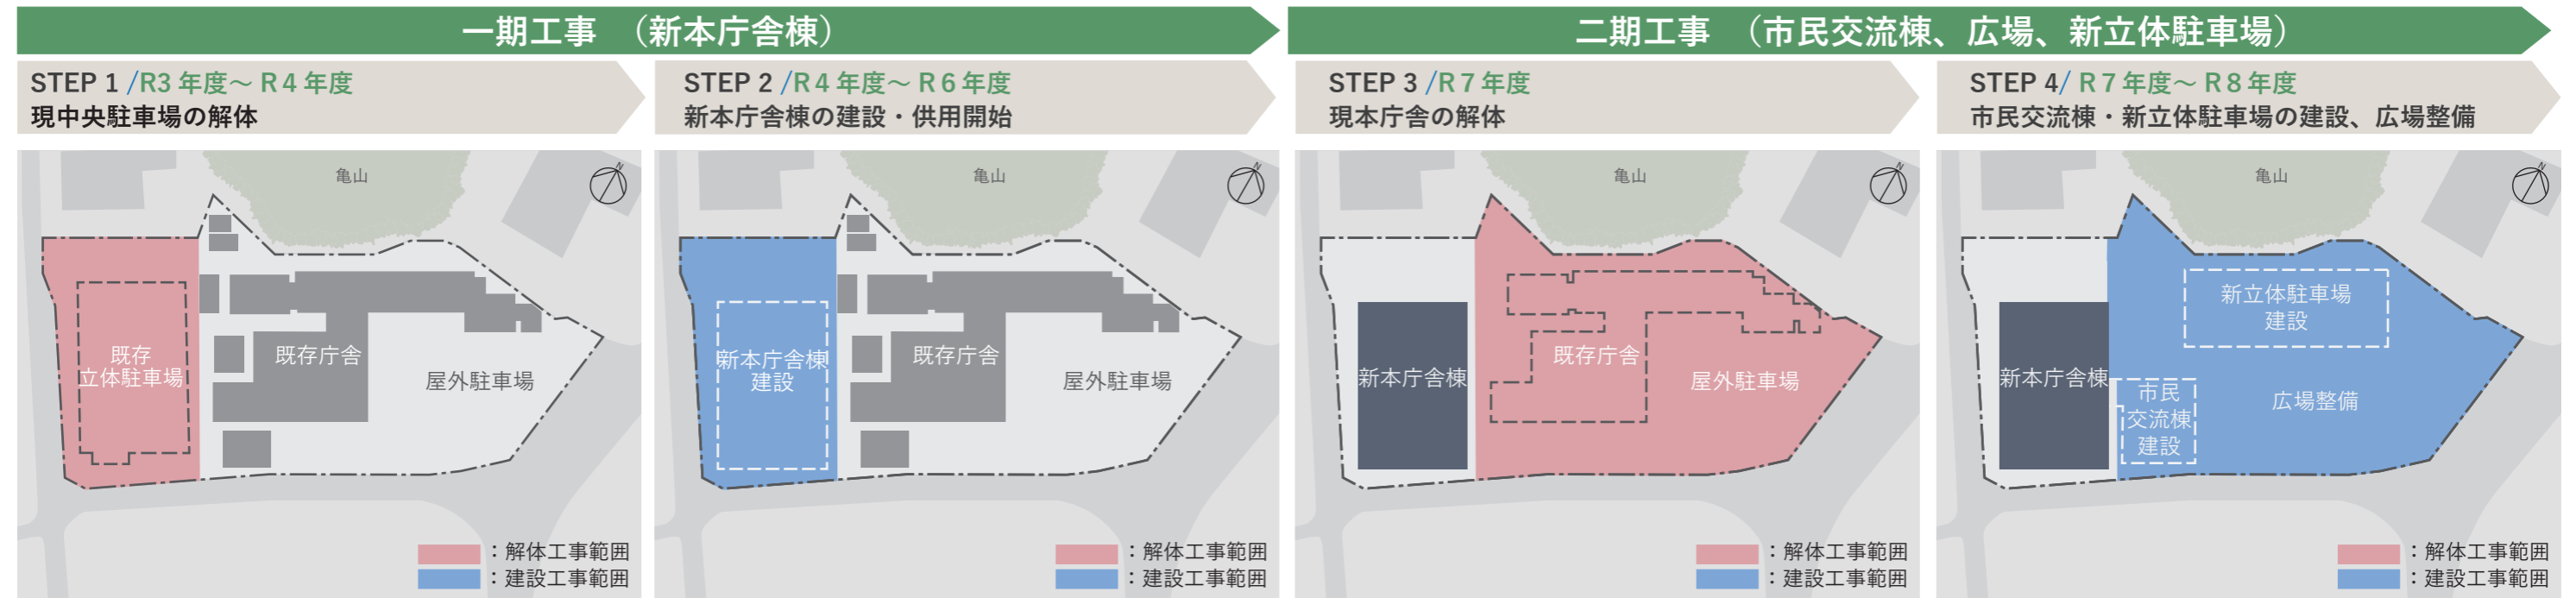 一期工事 （新本庁舎棟）
二期工事 （市民交流棟、広場、新立体駐車場）
STEP 1 /R3 年度～ R４ 年度
現中央駐車場の解体
STEP 2 /R４ 年度～ R６ 年度
新本庁舎棟の建設・供用開始
STEP 3 /R７ 年度
現本庁舎の解体
STEP 4/ R７ 年度～ R８ 年度
市民交流棟・新立体駐車場の建設、広場整備
亀山
N
既存
立体駐車場
既存庁舎
屋外駐車場
：解体工事範囲
：建設工事範囲
亀山
N
新本庁舎棟
建設
既存庁舎
屋外駐車場
：解体工事範囲
：建設工事範囲
亀山
N
新本庁舎棟
既存庁舎
屋外駐車場
：解体工事範囲
：建設工事範囲
亀山
N
新立体駐車場
建設
新本庁舎棟
市民
交流棟
建設
広場整備
：解体工事範囲
：建設工事範囲